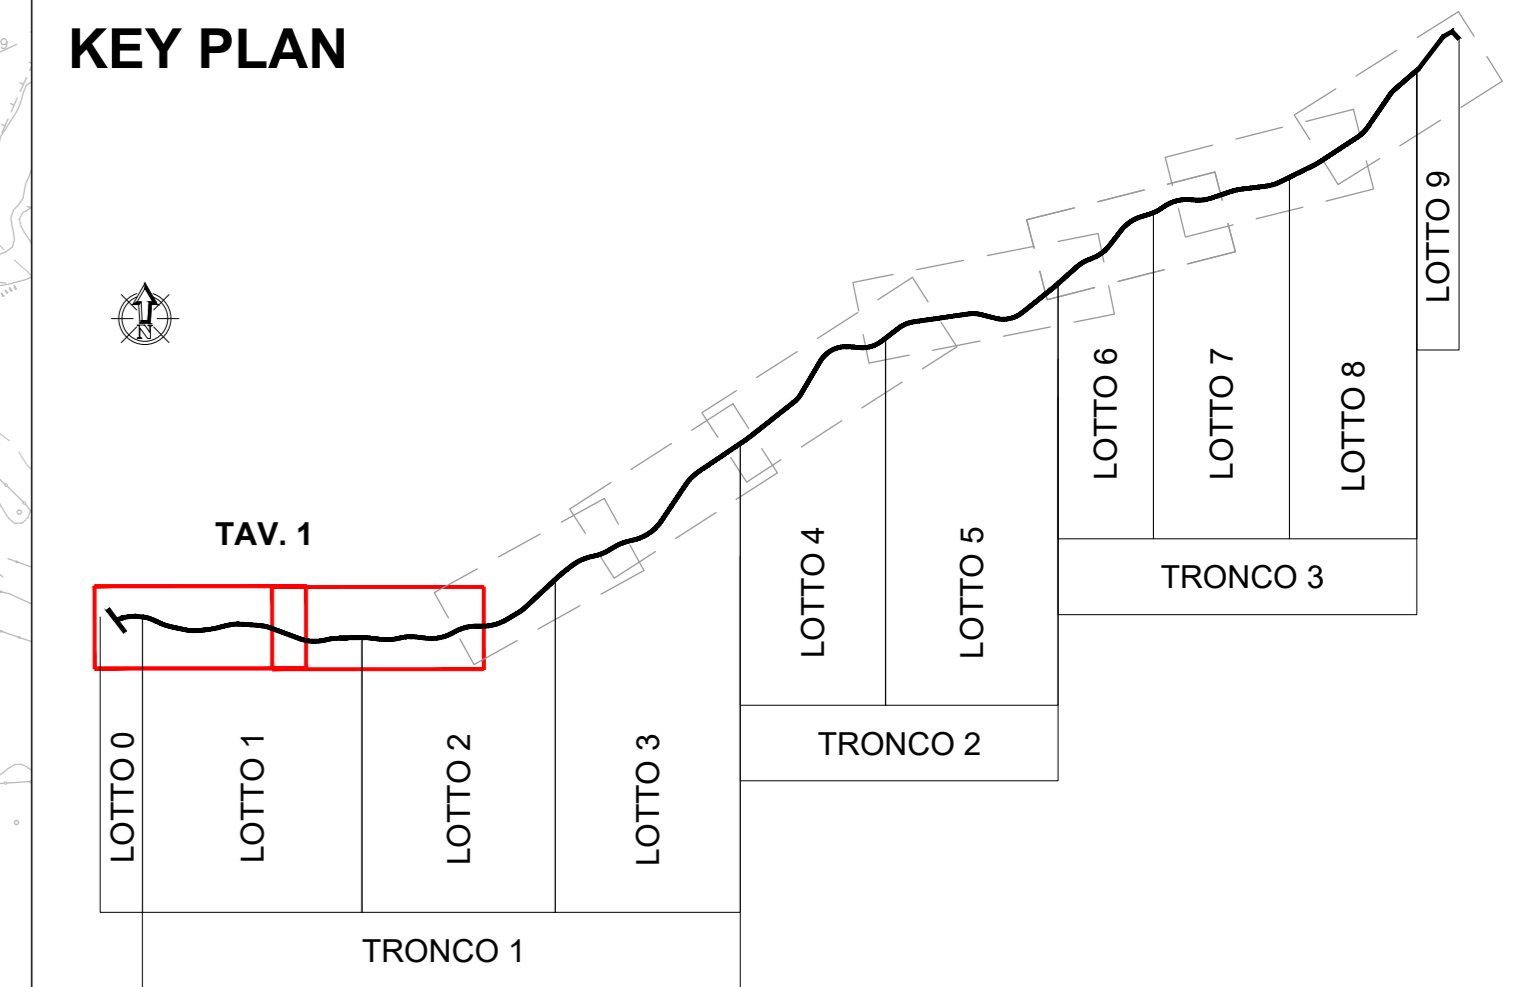 KEY PLAN
N
TAV. 1
LOTTO 0
LOTTO 1
LOTTO 2
LOTTO 3
LOTTO 4
LOTTO 5
LOTTO 6
LOTTO 7
LOTTO 8
LOTTO 9
TRONCO 1
TRONCO 2
TRONCO 3